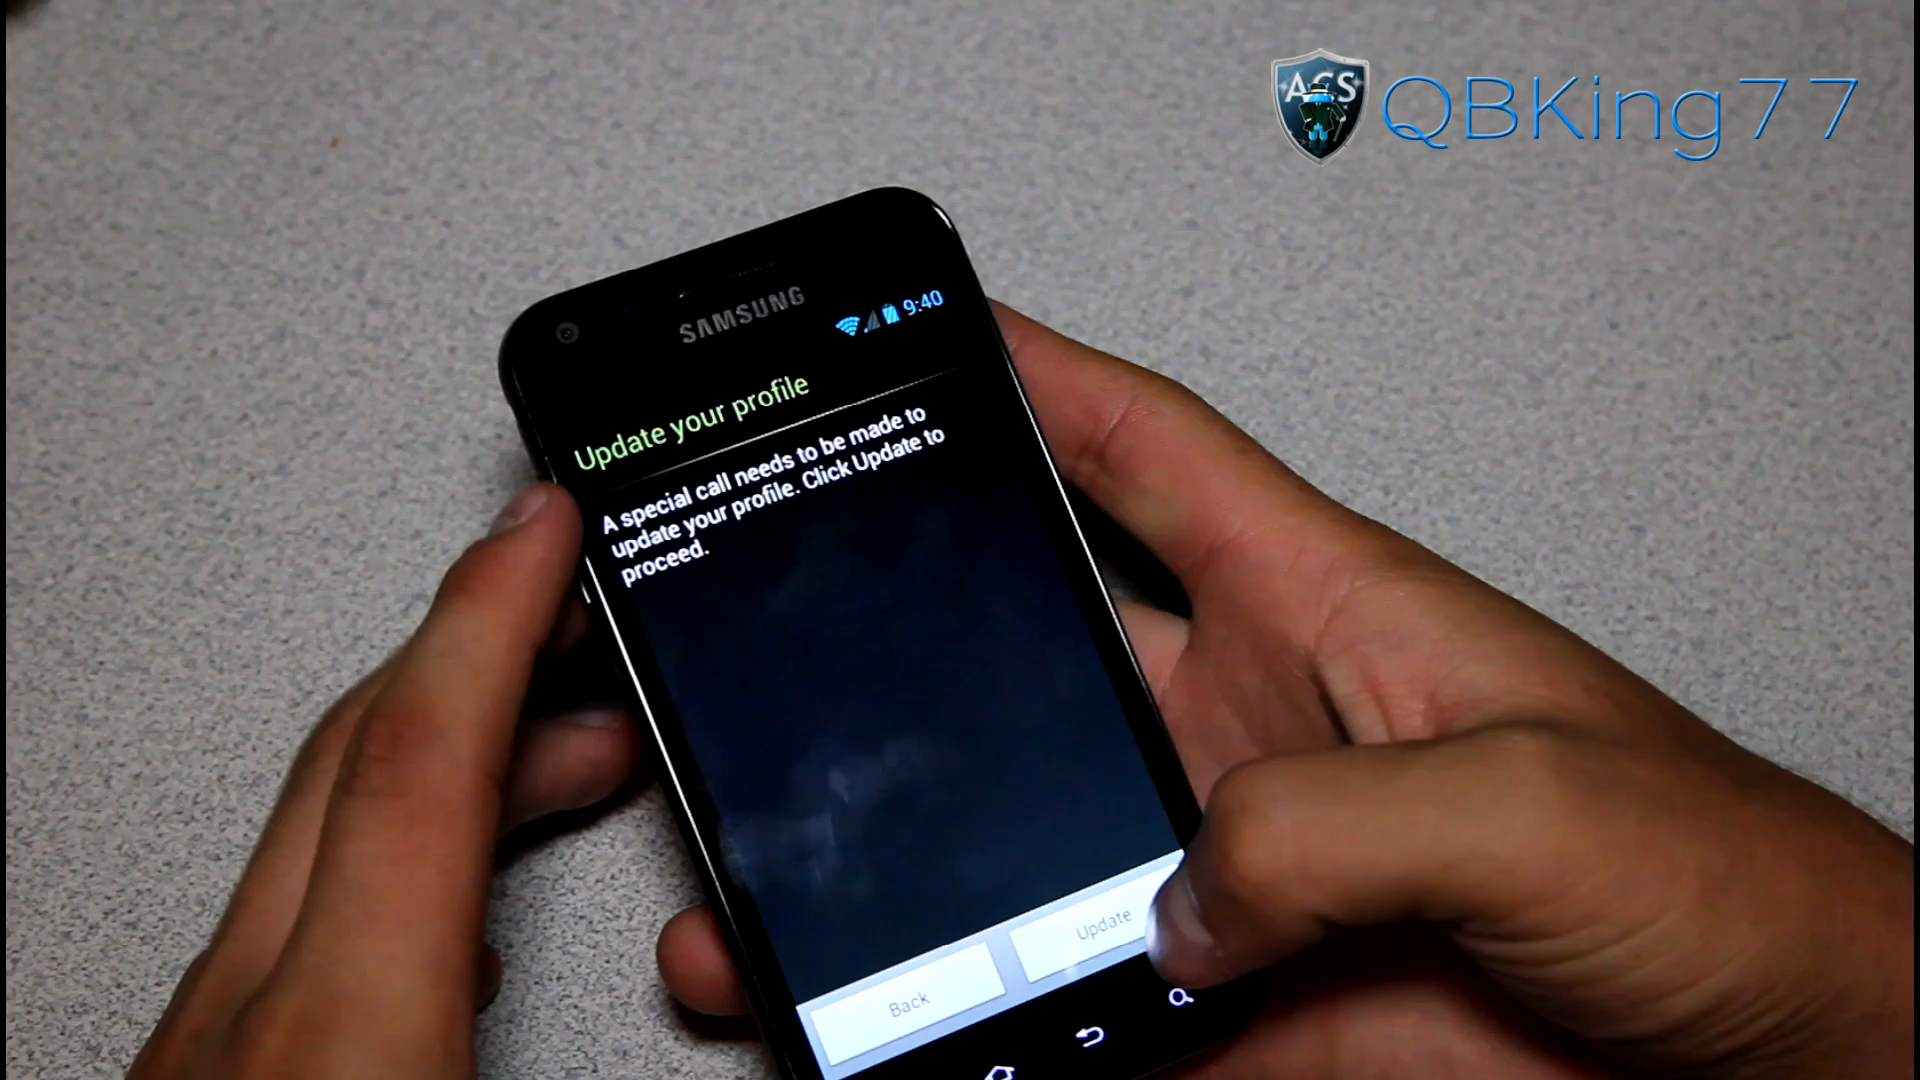 ACS QBKing77
SAMSUNG
9:40
Update your profile
A special call needs to be made to
update your profile. Click Update to
proceed.
Back Update